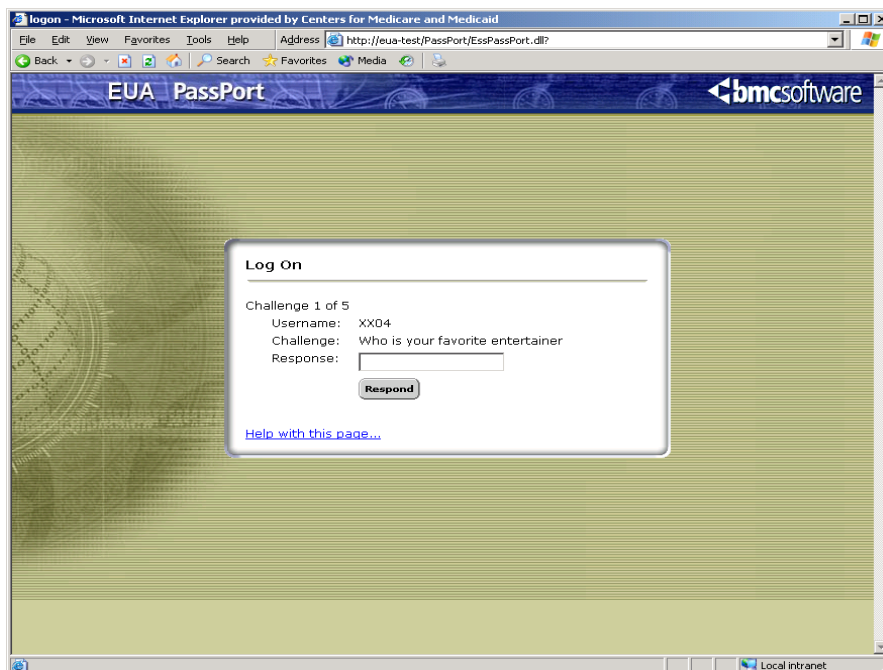 logon - Microsoft Internet Explorer provided by Centers for Medicare and Medicaid
File Edit View Favorites Tools Help Address http://eua-test/PassPort/EssPassPort.dll?
Back Search Favorites Media
EUA PassPort bmcsoftware
Log On
Challenge 1 of 5
Username: XX04
Challenge: Who is your favorite entertainer
Response:
Respond
Help with this page...
Local intranet